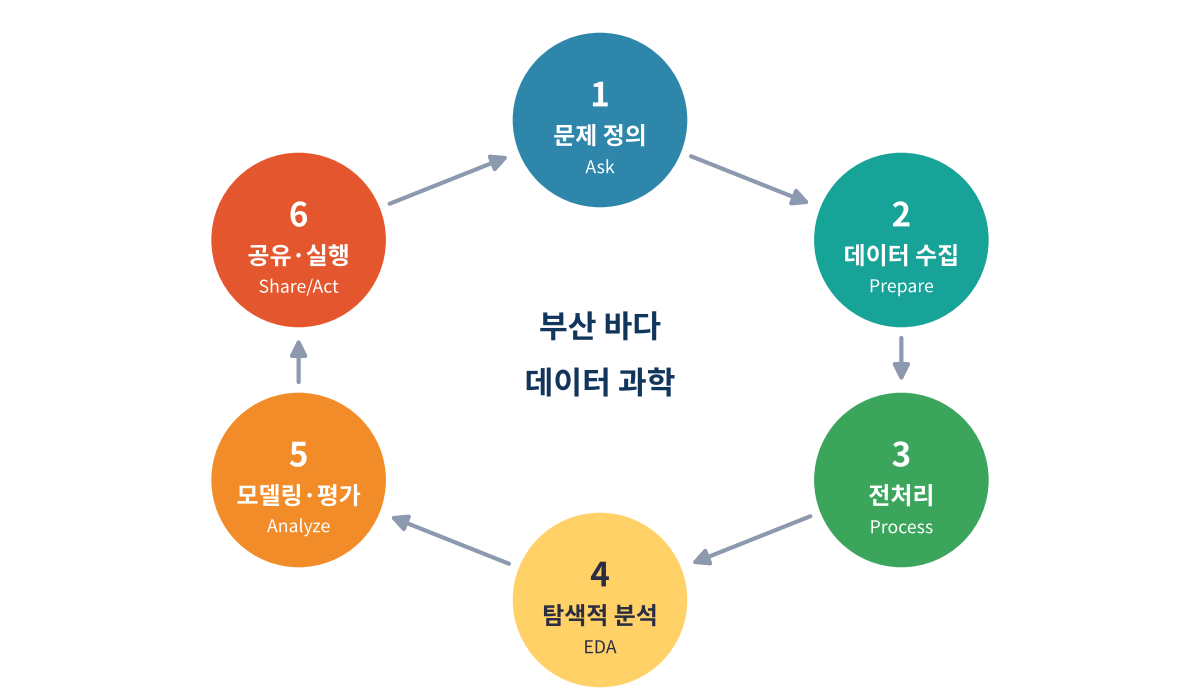 1
문제 정의
Ask
2
데이터 수집
Prepare
3
전처리
Process
4
탐색적 분석
EDA
5
모델링·평가
Analyze
6
공유·실행
Share/Act
부산 바다
데이터 과학